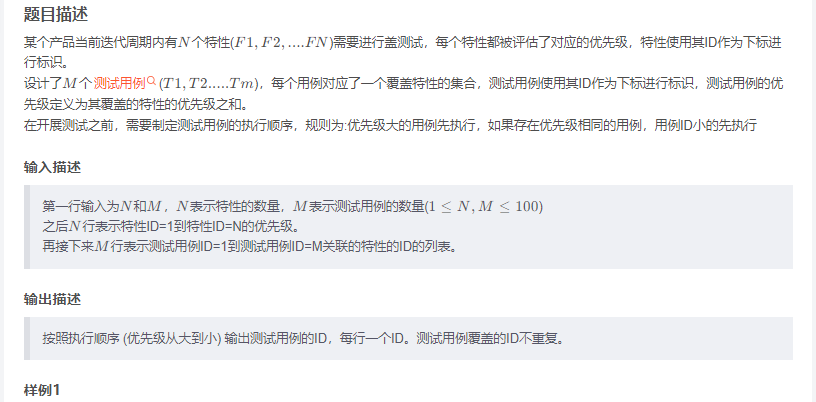 题目描述
某个产品当前迭代周期内有N个特性(F1,F2,....FN)需要进行盖测试，每个特性都被评估了对应的优先级，特性使用其ID作为下标进
行标识。
设计了M个测试用例(T1,T2.....Tm)，每个用例对应了一个覆盖特性的集合，测试用例使用其ID作为下标进行标识，测试用例的优
先级定义为其覆盖的特性的优先级之和。
在开展测试之前，需要制定测试用例的执行顺序，规则为:优先级大的用例先执行，如果存在优先级相同的用例，用例ID小的先执行
输入描述
第一行输入为N和M，N表示特性的数量，M表示测试用例的数量(1≤N,M≤100)
之后N行表示特性ID=1到特性ID=N的优先级。
再接下来M行表示测试用例ID=1到测试用例ID=M关联的特性的ID的列表。
输出描述
按照执行顺序 (优先级从大到小) 输出测试用例的ID，每行一个ID。测试用例覆盖的ID不重复。
样例1